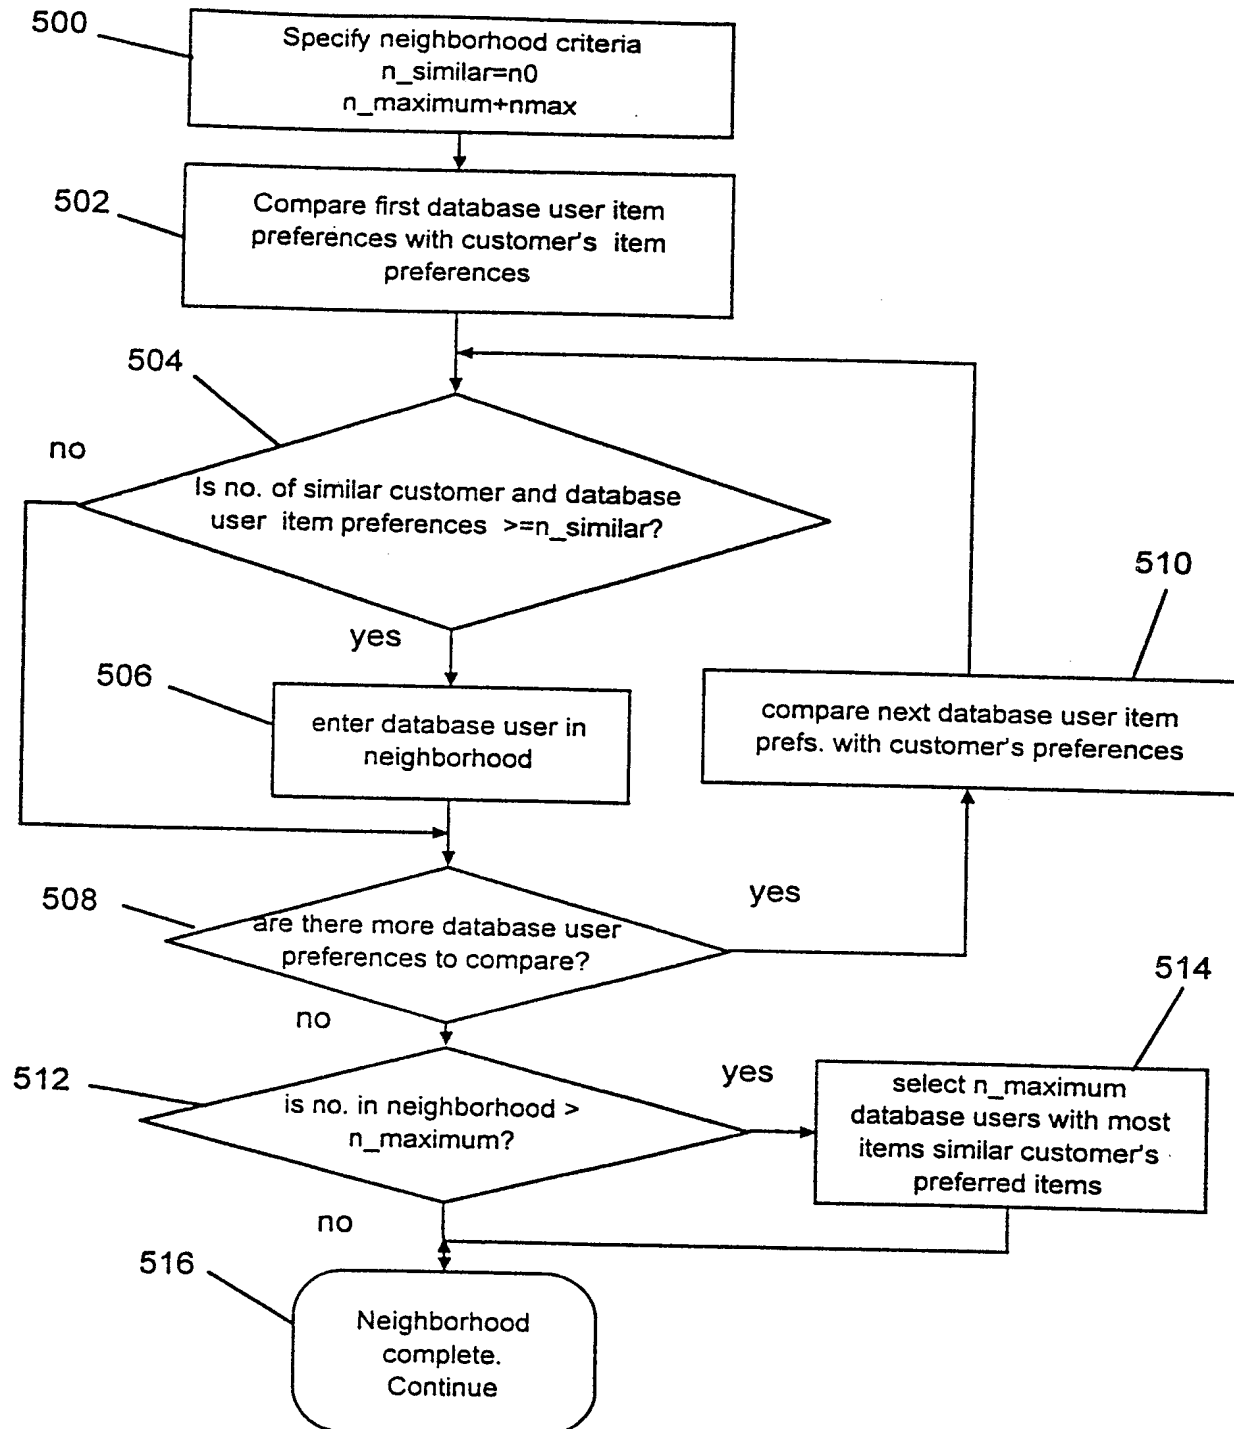 500
Specify neighborhood criteria
n_similar=n0
n_maximum+nmax
502
Compare first database user item
preferences with customer's item
preferences
504
no
Is no. of similar customer and database
user item preferences >=n_similar?
yes
506
enter database user in
neighborhood
510
compare next database user item
prefs. with customer's preferences
508
are there more database user
preferences to compare?
yes
no
512
is no. in neighborhood >
n_maximum?
yes
514
select n_maximum
database users with most
items similar customer's
preferred items
no
516
Neighborhood
complete.
Continue